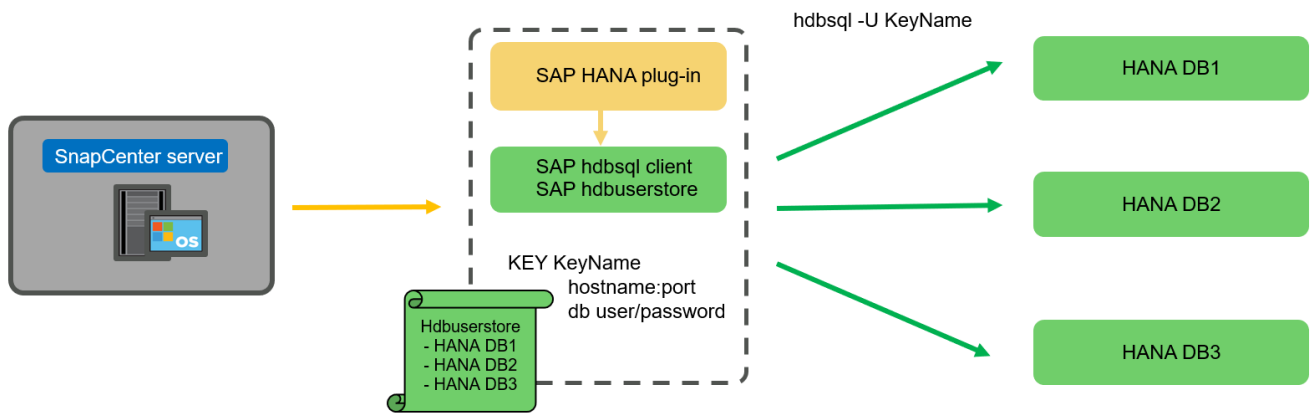 hdbsql -U KeyName
SAP HANA plug-in
HANA DB1
SnapCenter server
OS
SAP hdbsql client
SAP hdbuserstore
HANA DB2
KEY KeyName
hostname:port
db user/password
Hdbuserstore
- HANA DB1
- HANA DB2
- HANA DB3
HANA DB3